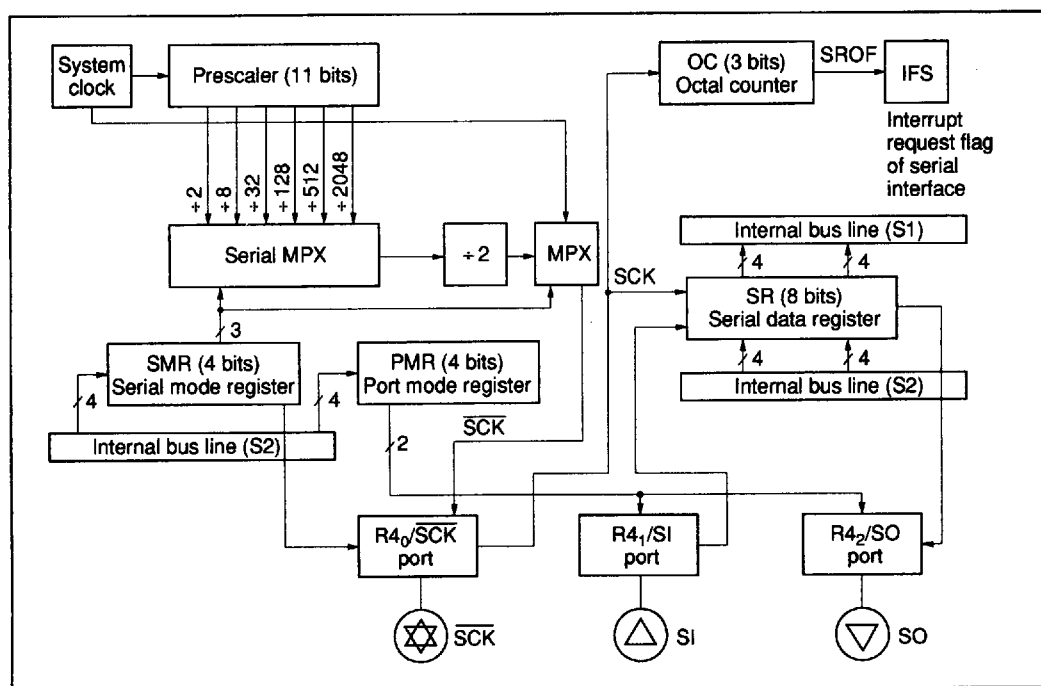 System
clock
Prescaler (11 bits)
OC (3 bits)
Octal counter
SROF
IFS
Interrupt
request flag
of serial
interface
÷2
÷8
÷32
÷128
÷512
÷2048
Serial MPX
÷2
MPX
Internal bus line (S1)
4
4
SCK
SR (8 bits)
Serial data register
4
4
Internal bus line (S2)
3
SMR (4 bits)
Serial mode register
PMR (4 bits)
Port mode register
4
4
Internal bus line (S2)
2
S̅C̅K̅
R4₀/S̅C̅K̅
port
R4₁/SI
port
R4₂/SO
port
S̅C̅K̅
SI
SO